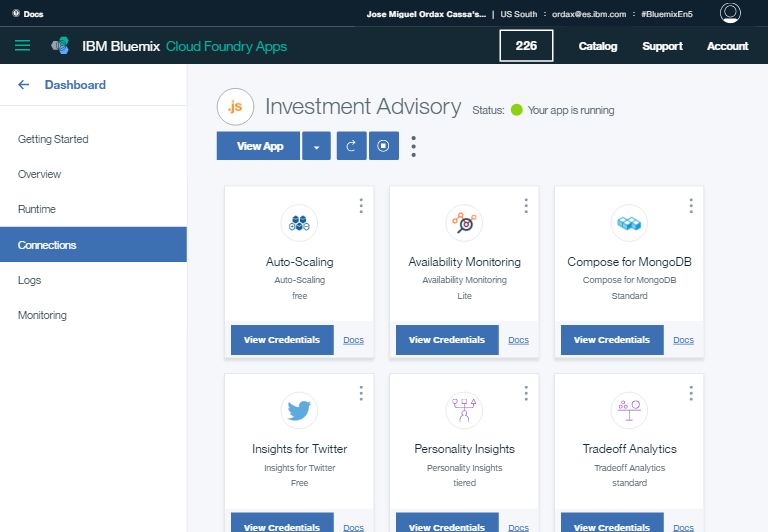 Docs
Jose Miguel Ordax Cassa's... | US South : ordax@es.ibm.com : #BluemixEn5
IBM Bluemix Cloud Foundry Apps
226
Catalog
Support
Account
Dashboard
Getting Started
Overview
Runtime
Connections
Logs
Monitoring
.js
Investment Advisory
Status: Your app is running
View App
Auto-Scaling
Auto-Scaling
free
View Credentials
Docs
Availability Monitoring
Availability Monitoring
Lite
View Credentials
Docs
Compose for MongoDB
Compose for MongoDB
Standard
View Credentials
Docs
Insights for Twitter
Insights for Twitter
Free
View Credentials
Docs
Personality Insights
Personality Insights
tiered
View Credentials
Docs
Tradeoff Analytics
Tradeoff Analytics
standard
View Credentials
Docs